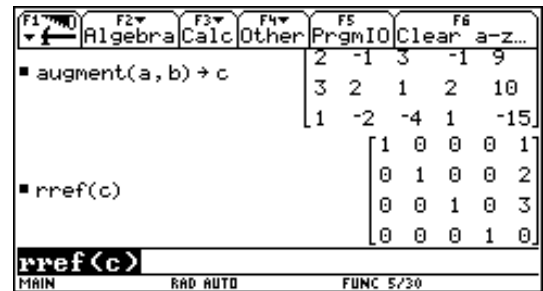 F1 F2 F3 F4 F5 F6
Algebra Calc Other PrgmIO Clear a-z…
▪ augment(a,b)→c
2 -1 3 -1 9
3 2 1 2 10
1 -2 -4 1 -15
▪ rref(c)
1 0 0 0 1
0 1 0 0 2
0 0 1 0 3
0 0 0 1 0
rref(c)
MAIN RAD AUTO FUNC 5/30